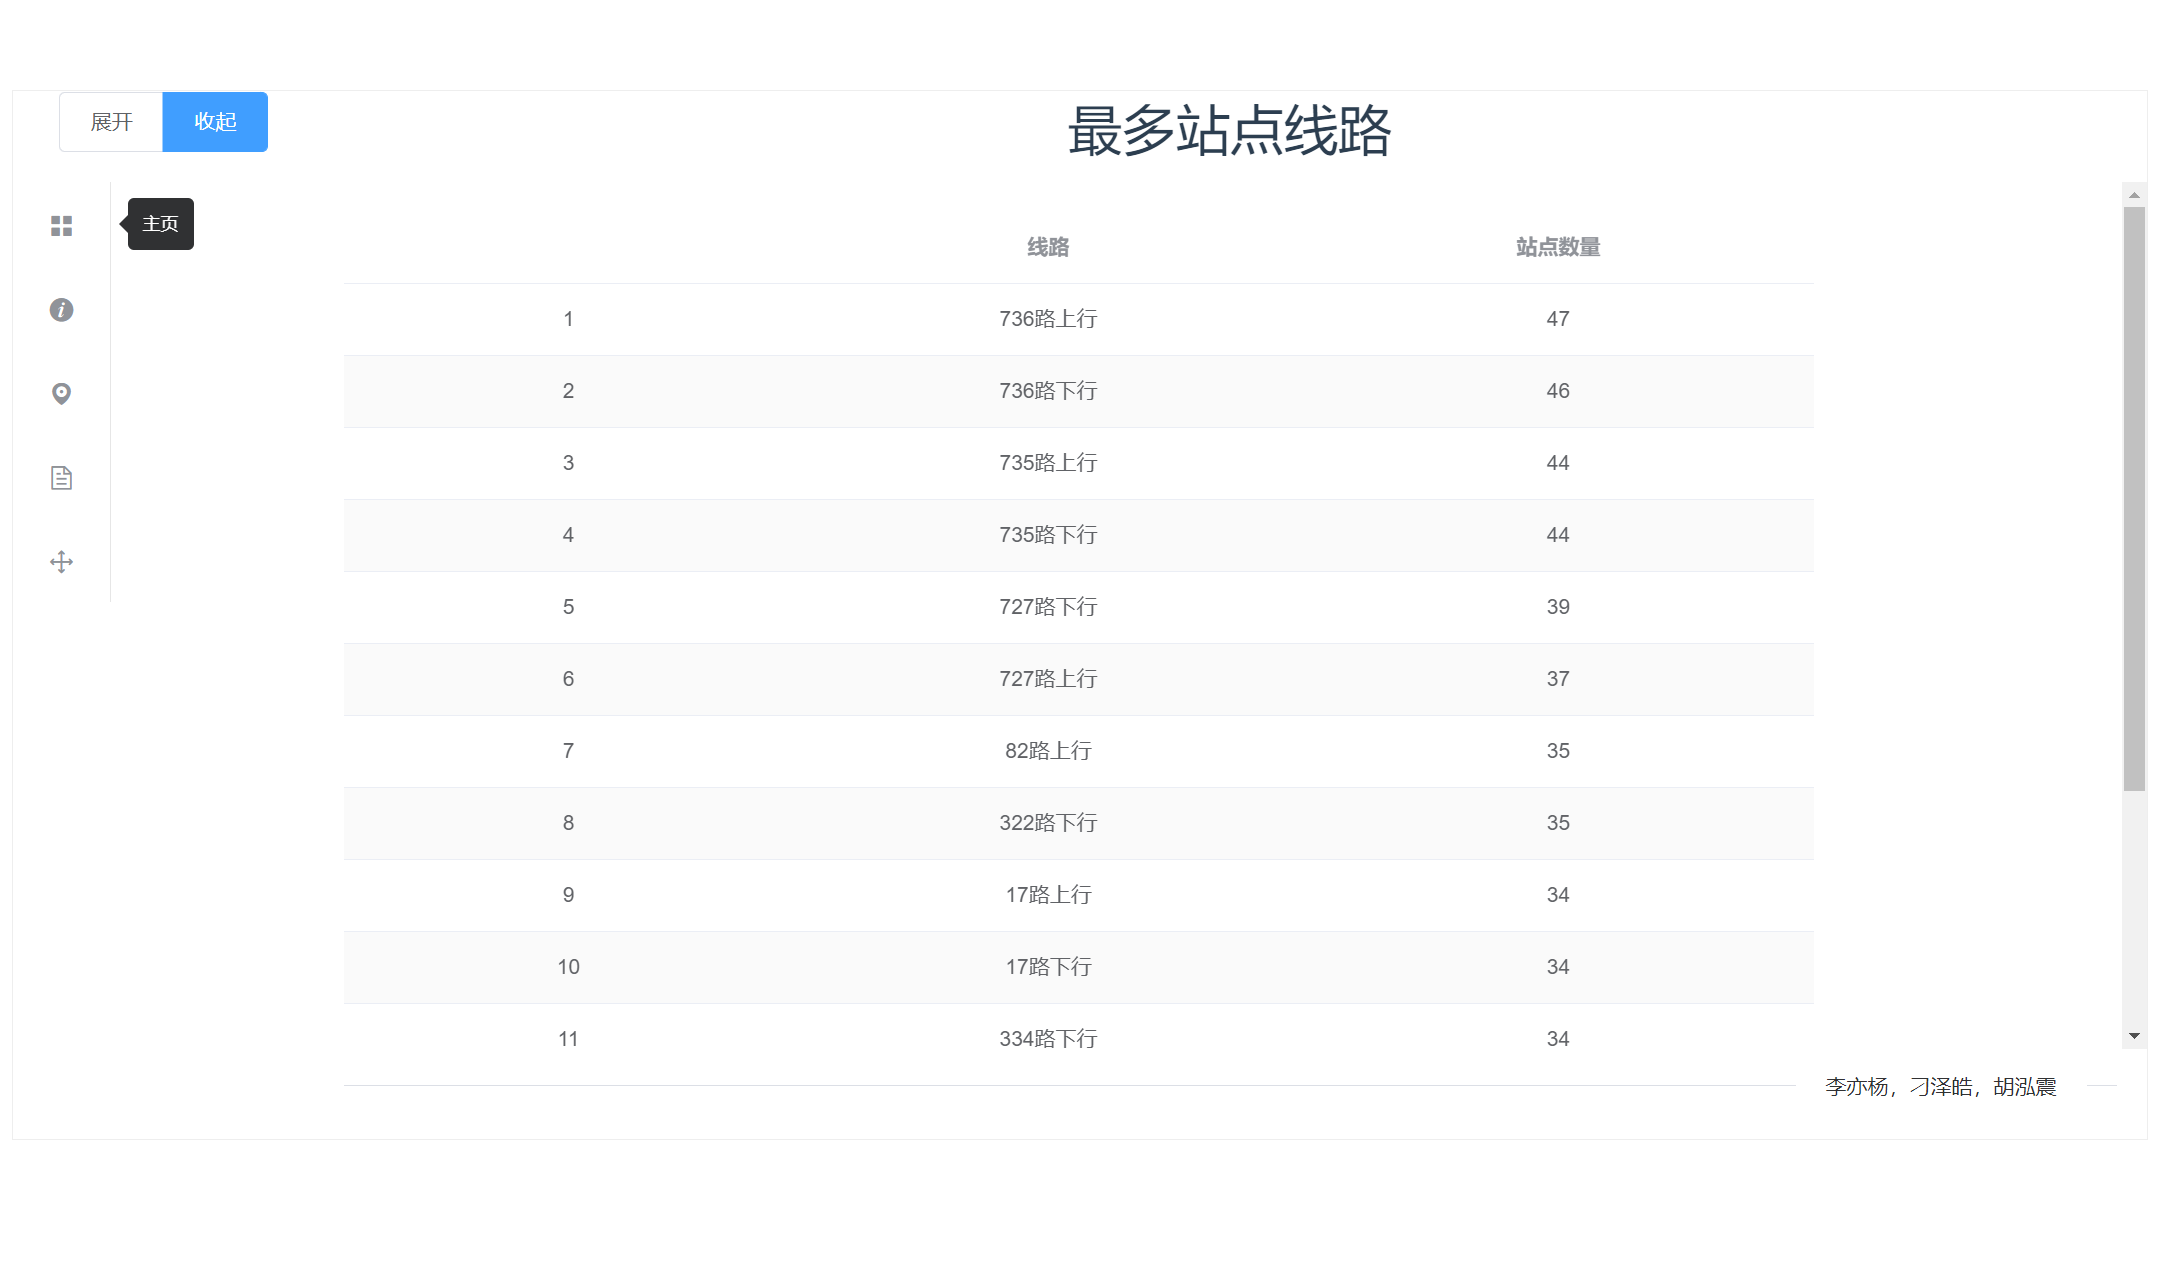 展开 收起
最多站点线路
主页
线路 站点数量
1 736路上行 47
2 736路下行 46
3 735路上行 44
4 735路下行 44
5 727路下行 39
6 727路上行 37
7 82路上行 35
8 322路下行 35
9 17路上行 34
10 17路下行 34
11 334路下行 34
李亦杨，刁泽皓，胡泓震